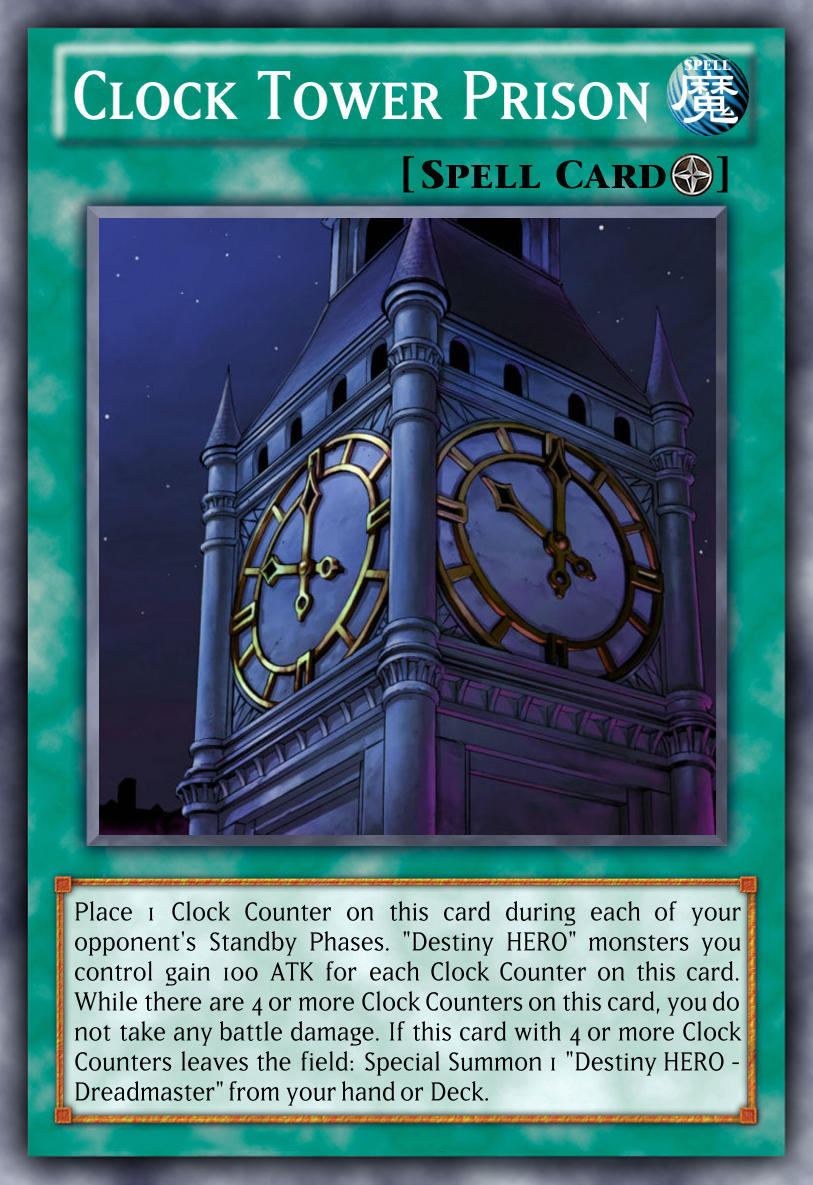 Clock Tower Prison
SPELL
魔
[Spell Card]
Place 1 Clock Counter on this card during each of your
opponent's Standby Phases. "Destiny HERO" monsters you
control gain 100 ATK for each Clock Counter on this card.
While there are 4 or more Clock Counters on this card, you do
not take any battle damage. If this card with 4 or more Clock
Counters leaves the field: Special Summon 1 "Destiny HERO -
Dreadmaster" from your hand or Deck.